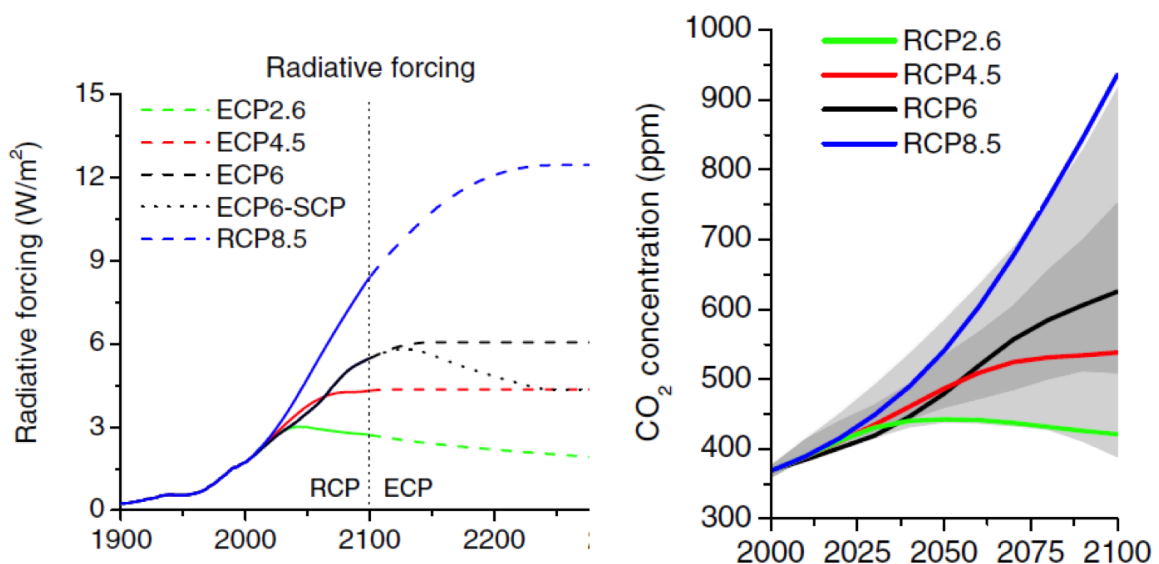 Radiative forcing
Radiative forcing (W/m²)
15
12
9
6
3
0
ECP2.6
ECP4.5
ECP6
ECP6-SCP
RCP8.5
RCP ECP
1900 2000 2100 2200
CO₂ concentration (ppm)
1000
900
800
700
600
500
400
300
RCP2.6
RCP4.5
RCP6
RCP8.5
2000 2025 2050 2075 2100